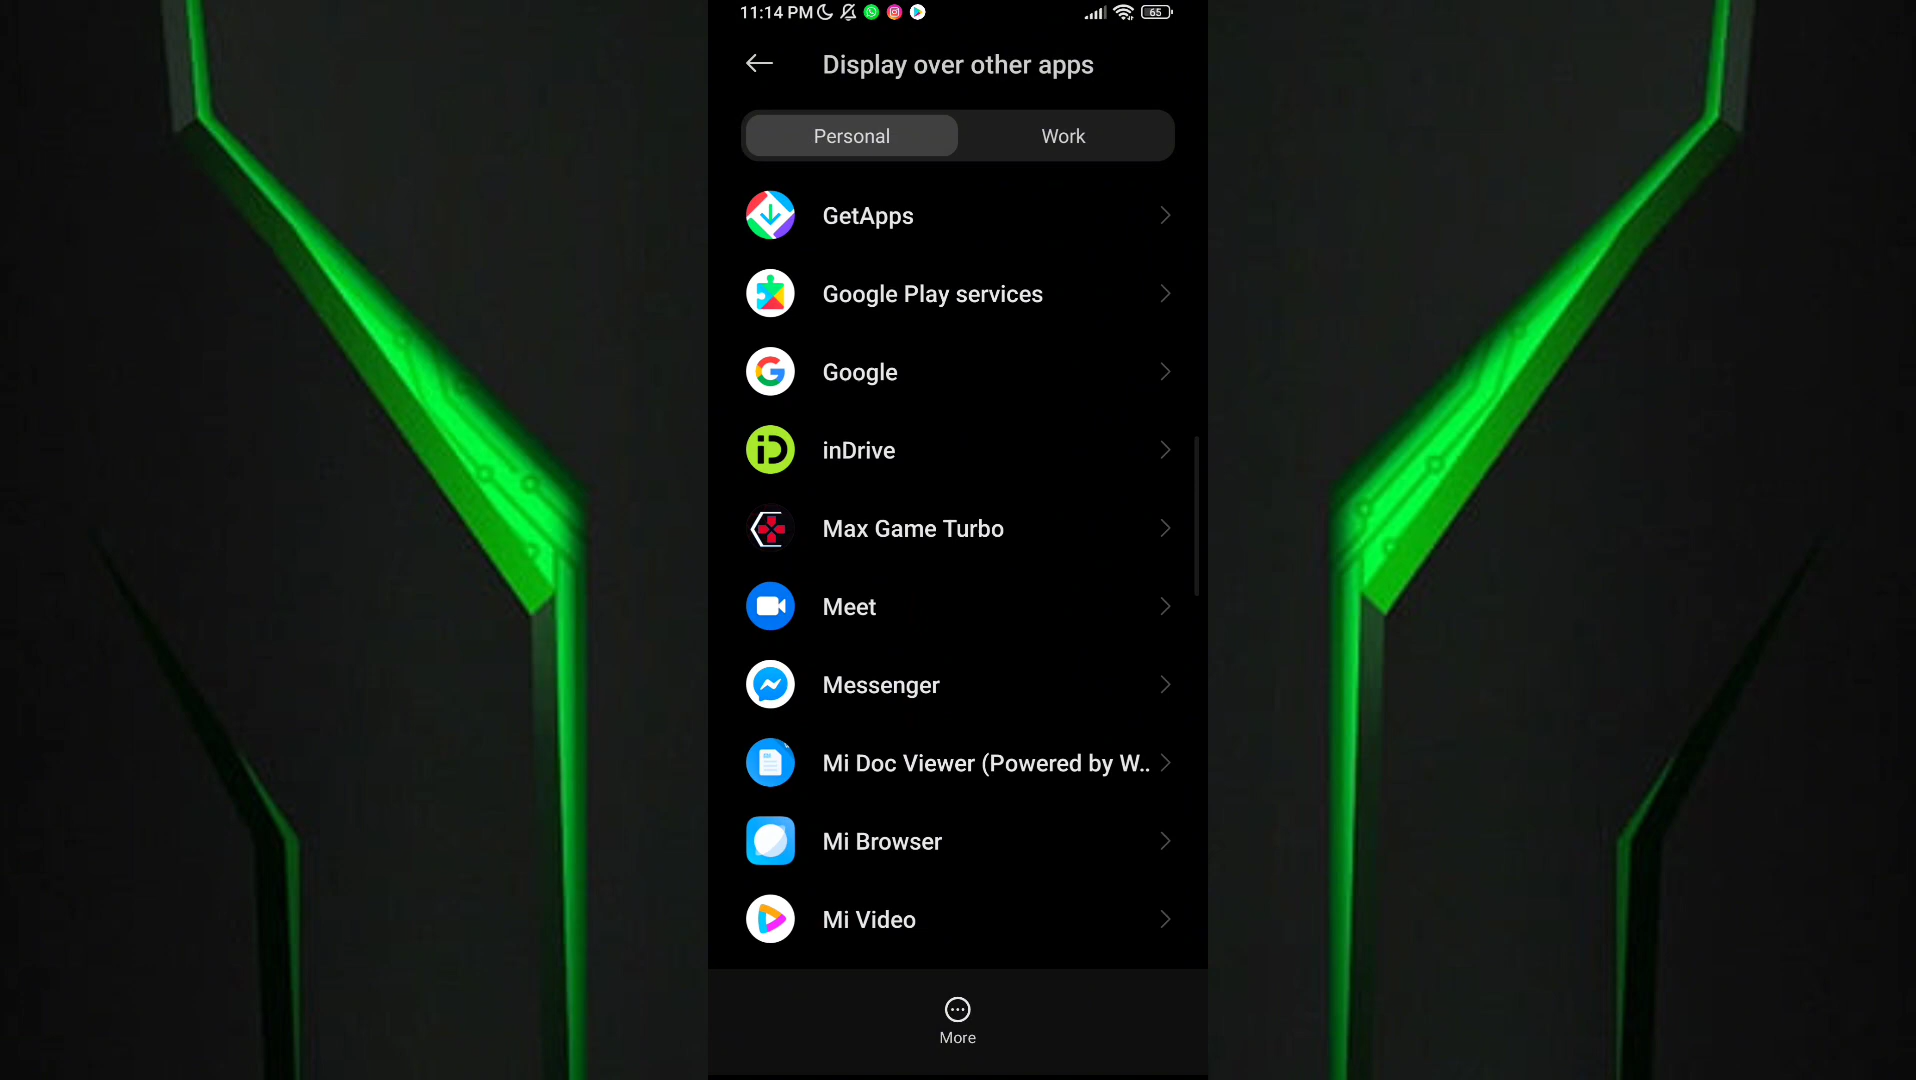 11:14 PM 65
Display over other apps
Personal Work
GetApps
Google Play services
Google
inDrive
Max Game Turbo
Meet
Messenger
Mi Doc Viewer (Powered by W..
Mi Browser
Mi Video
More